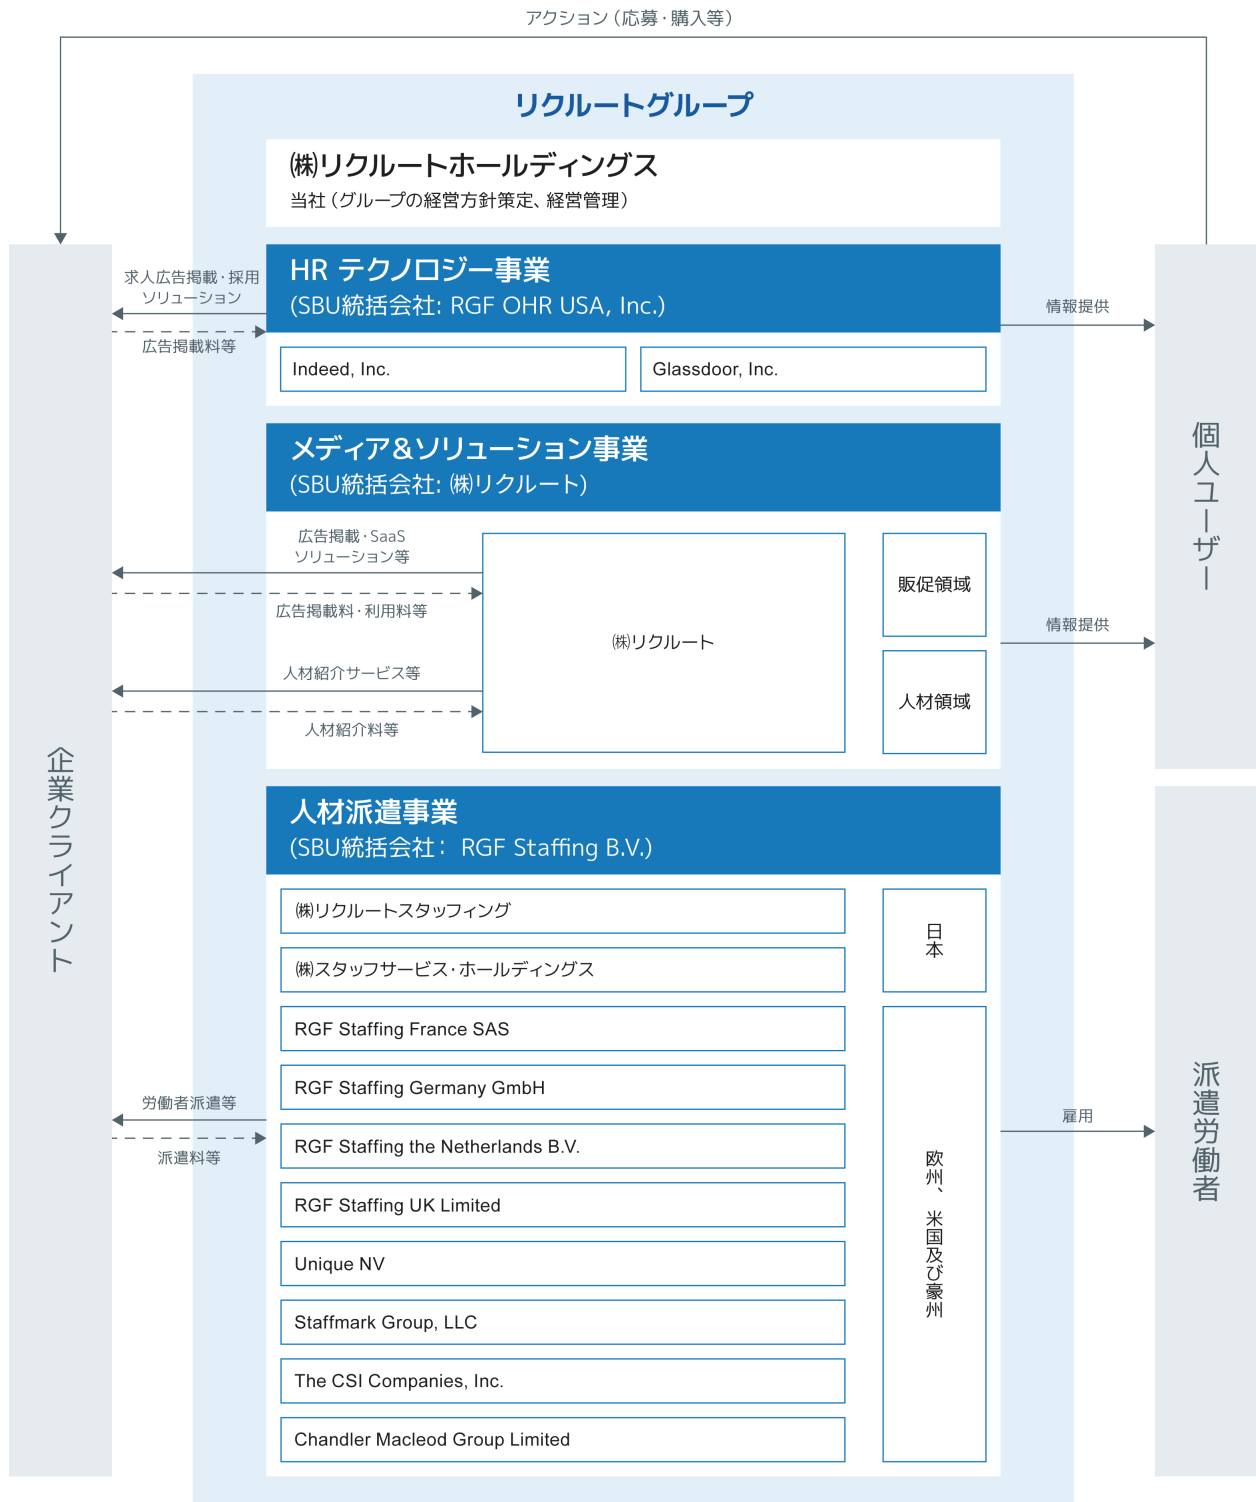 アクション（応募・購入等）
リクルートグループ
㈱リクルートホールディングス
当社（グループの経営方針策定、経営管理）
HR テクノロジー事業
(SBU統括会社: RGF OHR USA, Inc.)
求人広告掲載・採用
ソリューション
広告掲載料等
情報提供
Indeed, Inc.
Glassdoor, Inc.
メディア&ソリューション事業
(SBU統括会社: ㈱リクルート)
広告掲載・SaaS
ソリューション等
広告掲載料・利用料等
人材紹介サービス等
人材紹介料等
㈱リクルート
販促領域
人材領域
情報提供
個人ユーザー
企業クライアント
人材派遣事業
(SBU統括会社： RGF Staffing B.V.)
㈱リクルートスタッフィング
㈱スタッフサービス・ホールディングス
日本
RGF Staffing France SAS
RGF Staffing Germany GmbH
RGF Staffing the Netherlands B.V.
RGF Staffing UK Limited
Unique NV
Staffmark Group, LLC
The CSI Companies, Inc.
Chandler Macleod Group Limited
欧州、米国及び豪州
労働者派遣等
派遣料等
雇用
派遣労働者